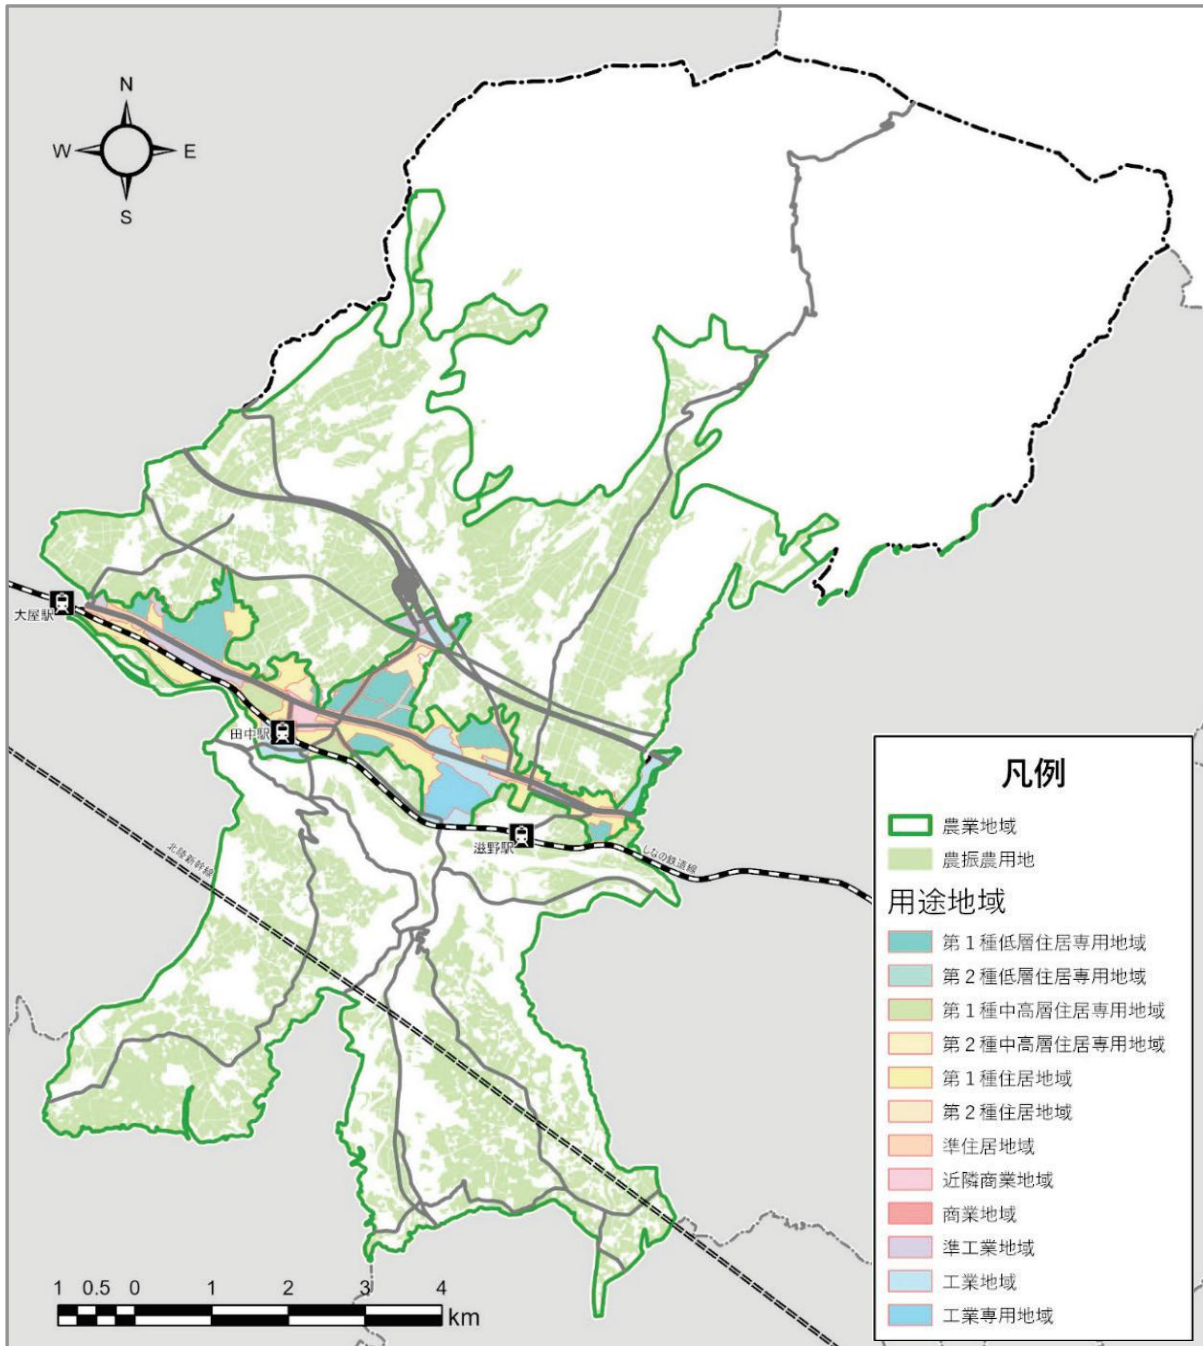 N
W E
S
大屋駅
田中駅
滋野駅
しなの鉄道線
北陸新幹線
凡例
農業地域
農振農用地
用途地域
第１種低層住居専用地域
第２種低層住居専用地域
第１種中高層住居専用地域
第２種中高層住居専用地域
第１種住居地域
第２種住居地域
準住居地域
近隣商業地域
商業地域
準工業地域
工業地域
工業専用地域
1 0.5 0 1 2 3 4
km